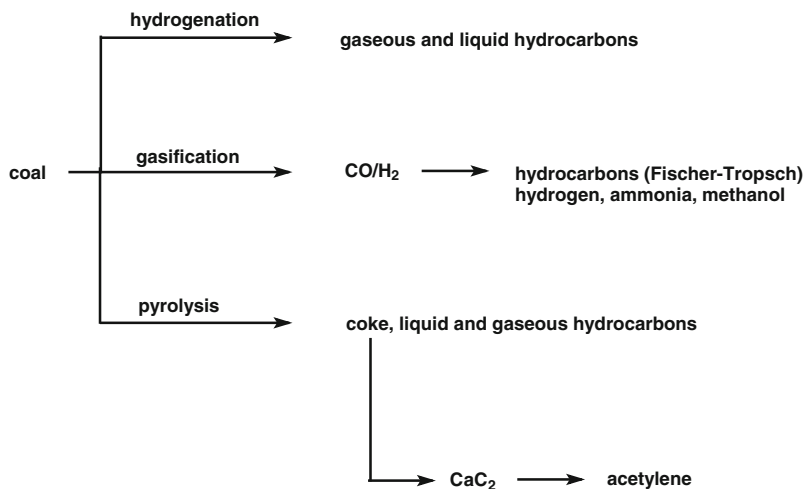 hydrogenation
gaseous and liquid hydrocarbons
gasification
coal
CO/H₂
hydrocarbons (Fischer-Tropsch)
hydrogen, ammonia, methanol
pyrolysis
coke, liquid and gaseous hydrocarbons
CaC₂
acetylene